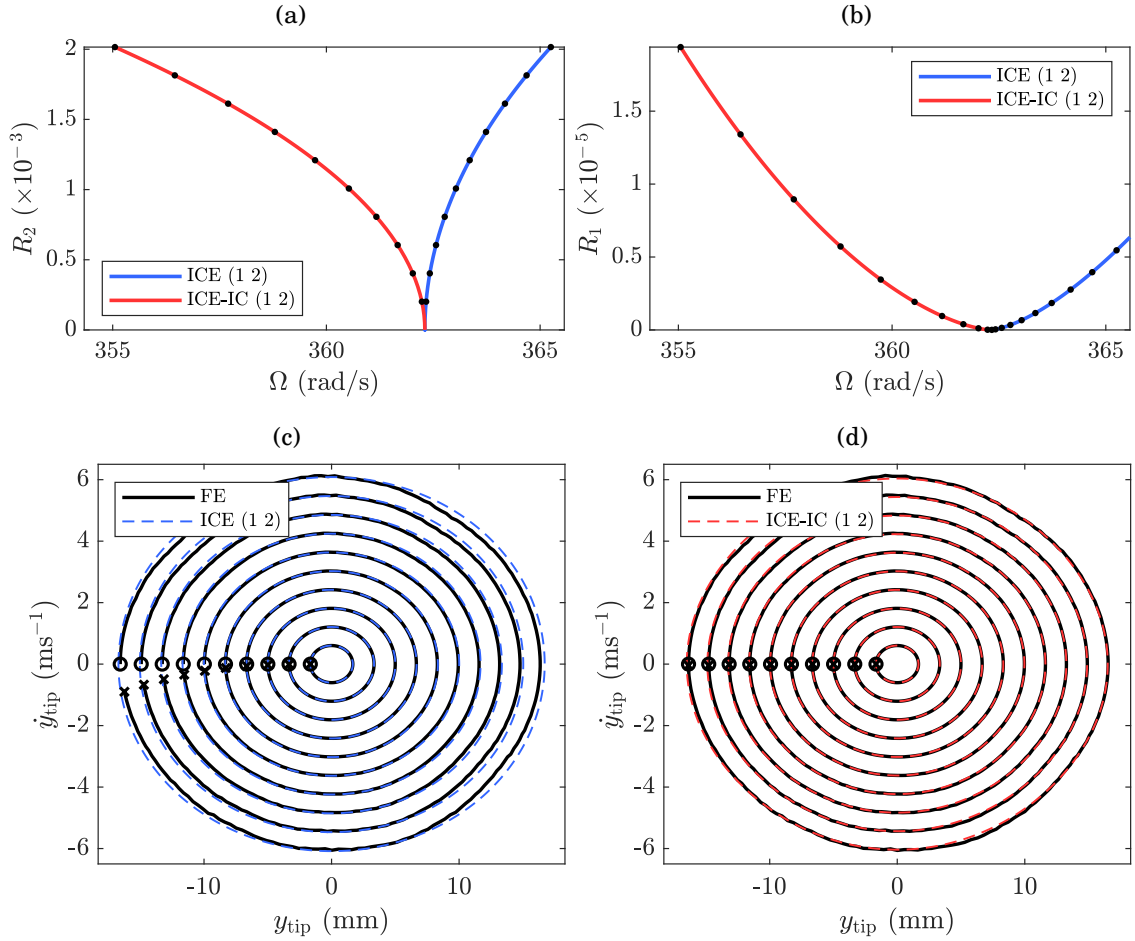 (a)
2
1.5
1
0.5
0
R₂ (×10⁻³)
ICE (1 2)
ICE-IC (1 2)
355
360
365
Ω (rad/s)
(b)
1.5
1
0.5
0
R₁ (×10⁻⁵)
ICE (1 2)
ICE-IC (1 2)
355
360
365
Ω (rad/s)
(c)
6
4
2
0
-2
-4
-6
ẏtip (ms⁻¹)
FE
ICE (1 2)
-10
0
10
ytip (mm)
(d)
6
4
2
0
-2
-4
-6
ẏtip (ms⁻¹)
FE
ICE-IC (1 2)
-10
0
10
ytip (mm)